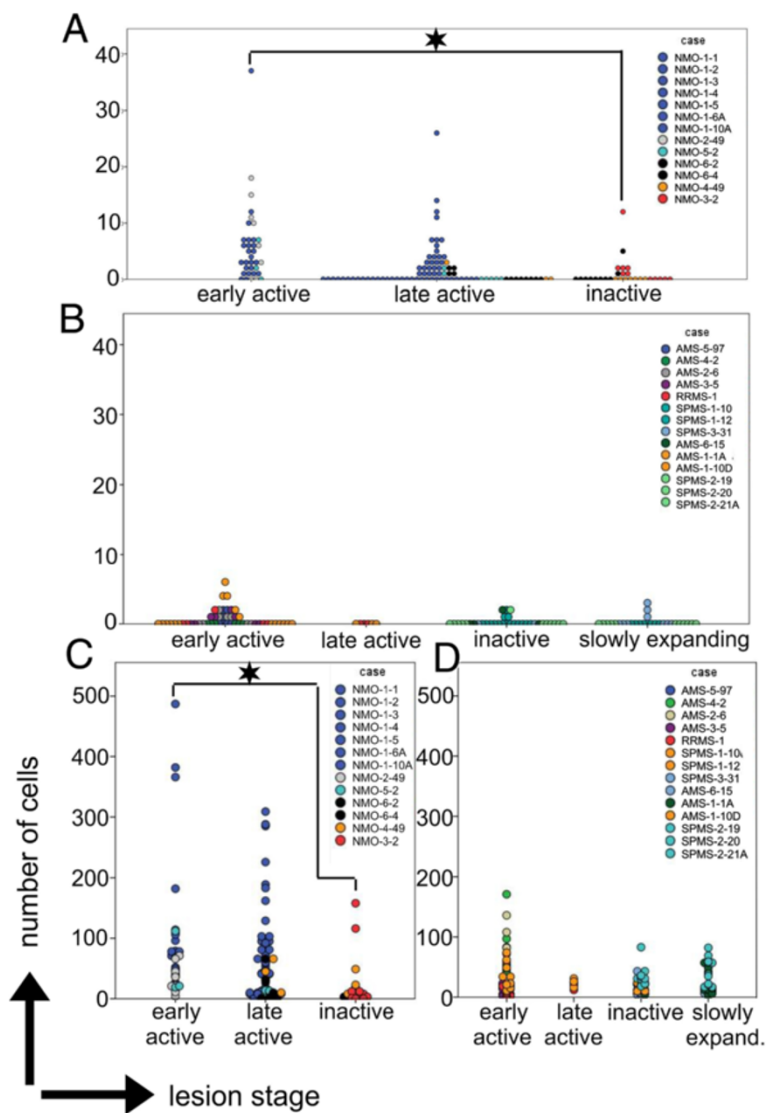 A
case
NMO-1-1
NMO-1-2
NMO-1-3
NMO-1-4
NMO-1-5
NMO-1-6A
NMO-1-10A
NMO-2-49
NMO-5-2
NMO-6-2
NMO-6-4
NMO-4-49
NMO-3-2
40
30
20
10
0
early active late active inactive
B
case
AMS-5-97
AMS-4-2
AMS-2-6
AMS-3-5
RRMS-1
SPMS-1-10
SPMS-1-12
SPMS-3-31
AMS-6-15
AMS-1-1A
AMS-1-10D
SPMS-2-19
SPMS-2-20
SPMS-2-21A
40
30
20
10
0
early active late active inactive slowly expanding
C
case
NMO-1-1
NMO-1-2
NMO-1-3
NMO-1-4
NMO-1-5
NMO-1-6A
NMO-1-10A
NMO-2-49
NMO-5-2
NMO-6-2
NMO-6-4
NMO-4-49
NMO-3-2
500
400
300
200
100
0
early active
late active
inactive
D
case
AMS-5-97
AMS-4-2
AMS-2-6
AMS-3-5
RRMS-1
SPMS-1-10
SPMS-1-12
SPMS-3-31
AMS-6-15
AMS-1-1A
AMS-1-10D
SPMS-2-19
SPMS-2-20
SPMS-2-21A
500
400
300
200
100
0
early active
late active
inactive
slowly expand.
number of cells
lesion stage